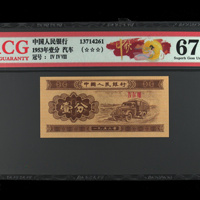 ACG
GUARANTY
中国人民银行
1953年壹分 汽车
冠号: IV IV VIII
13714261
(☆☆☆)
67
Superb Gem Unc
中国人民银行
壹分